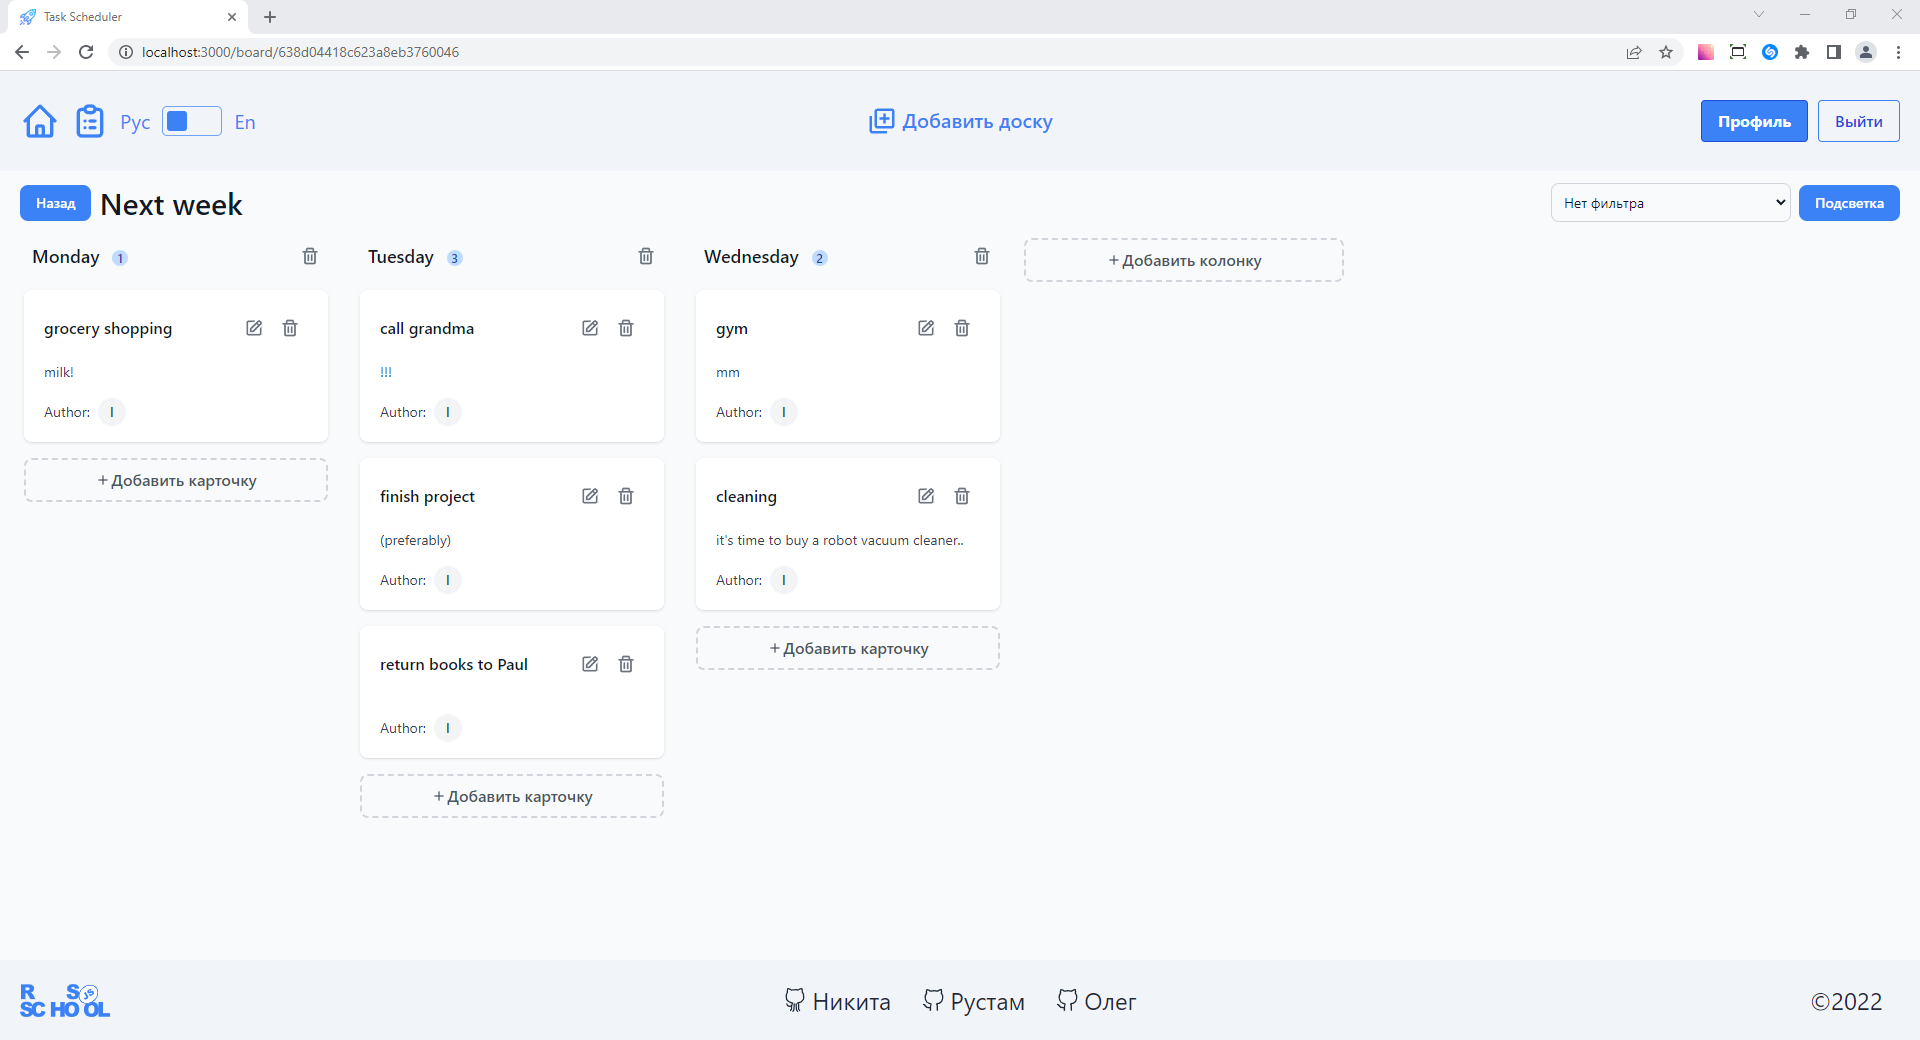 Task Scheduler
localhost:3000/board/638d04418c623a8eb3760046
Рус En
Добавить доску
Профиль
Выйти
Назад
Next week
Нет фильтра
Подсветка
Monday 1
grocery shopping
milk!
Author: I
+ Добавить карточку
Tuesday 3
call grandma
!!!
Author: I
finish project
(preferably)
Author: I
return books to Paul
Author: I
+ Добавить карточку
Wednesday 2
gym
mm
Author: I
cleaning
it's time to buy a robot vacuum cleaner..
Author: I
+ Добавить карточку
+ Добавить колонку
R S JS
SCHOOL
Никита
Рустам
Олег
©2022